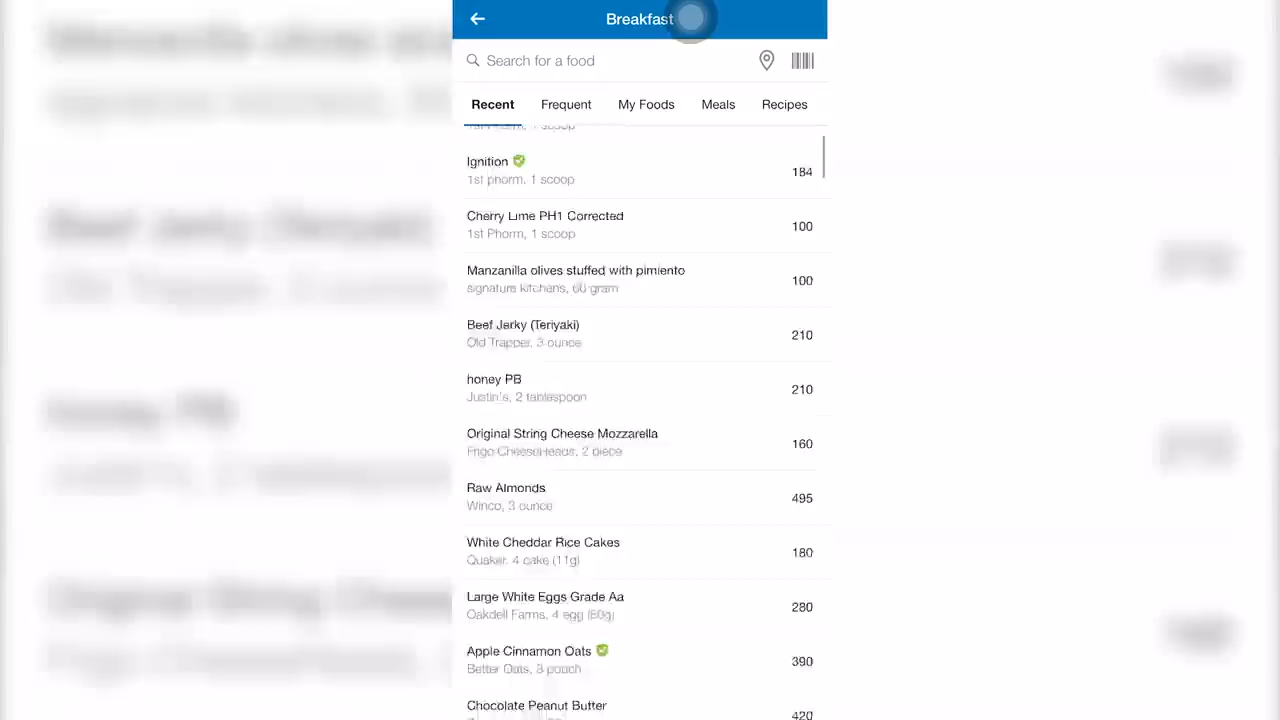 Breakfast
Search for a food
Recent Frequent My Foods Meals Recipes
1st Phorm, 1 scoop
Ignition
1st phorm, 1 scoop
184
Cherry Lime PH1 Corrected
1st Phorm, 1 scoop
100
Manzanilla olives stuffed with pimiento
signature kitchens, 60 gram
100
Beef Jerky (Teriyaki)
Old Trapper, 3 ounce
210
honey PB
Justin's, 2 tablespoon
210
Original String Cheese Mozzarella
Frigo CheeseHeads, 2 piece
160
Raw Almonds
Winco, 3 ounce
495
White Cheddar Rice Cakes
Quaker, 4 cake (11g)
180
Large White Eggs Grade Aa
Oakdell Farms, 4 egg (50g)
280
Apple Cinnamon Oats
Better Oats, 3 pouch
390
Chocolate Peanut Butter
420